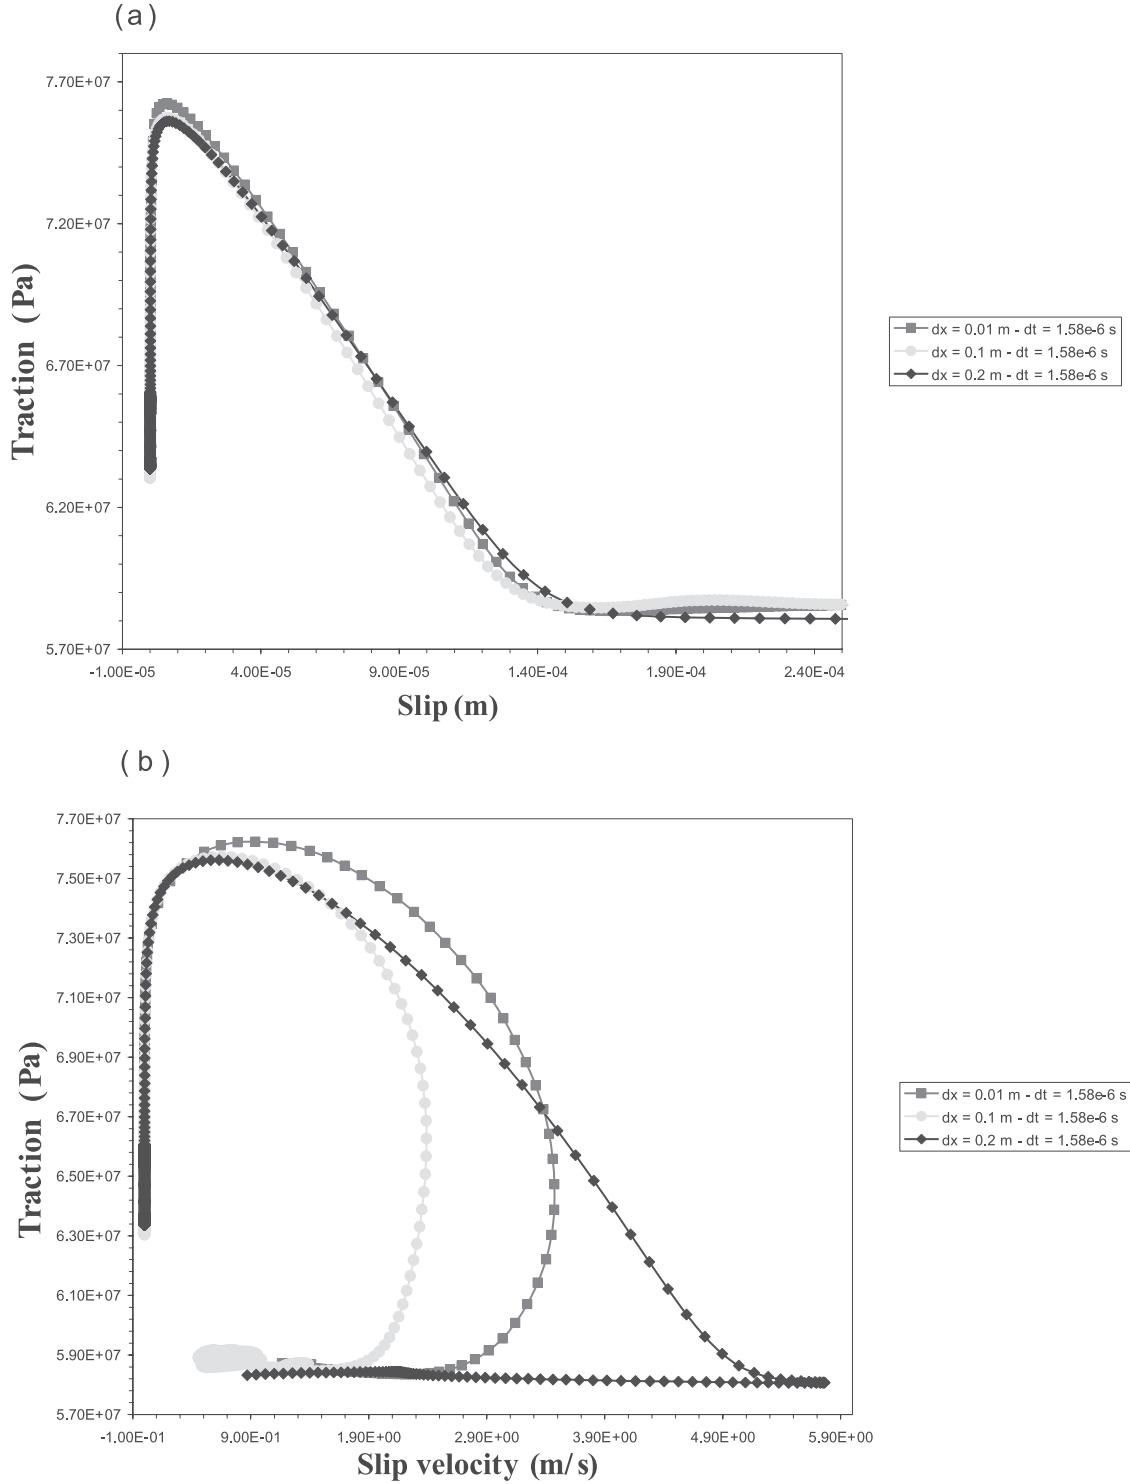 (a)
7.70E+07
7.20E+07
6.70E+07
6.20E+07
5.70E+07
Traction (Pa)
-1.00E-05
4.00E-05
9.00E-05
1.40E-04
1.90E-04
2.40E-04
Slip (m)
dx = 0.01 m - dt = 1.58e-6 s
dx = 0.1 m - dt = 1.58e-6 s
dx = 0.2 m - dt = 1.58e-6 s
(b)
7.70E+07
7.50E+07
7.30E+07
7.10E+07
6.90E+07
6.70E+07
6.50E+07
6.30E+07
6.10E+07
5.90E+07
5.70E+07
Traction (Pa)
-1.00E-01
9.00E-01
1.90E+00
2.90E+00
3.90E+00
4.90E+00
5.90E+00
Slip velocity (m/s)
dx = 0.01 m - dt = 1.58e-6 s
dx = 0.1 m - dt = 1.58e-6 s
dx = 0.2 m - dt = 1.58e-6 s